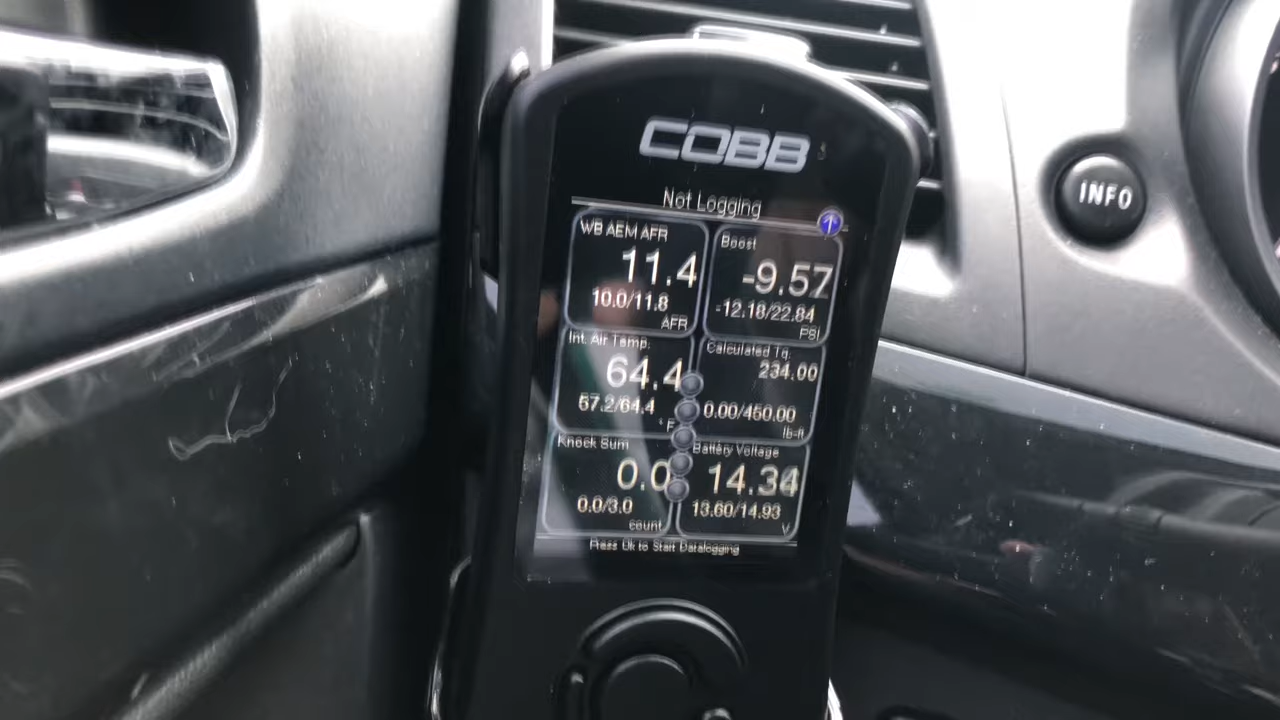 COBB
Not Logging
WB AEM AFR
11.4
10.0/11.8
AFR
Boost
-9.57
-12.18/22.84
PSi
Int. Air Temp.
64.4
57.2/64.4
°F
Calculated Tq.
234.00
0.00/450.00
lb-ft
Knock Sum
0.0
0.0/3.0
count
Battery Voltage
14.34
13.60/14.93
V
Press Ok to Start Datalogging
INFO